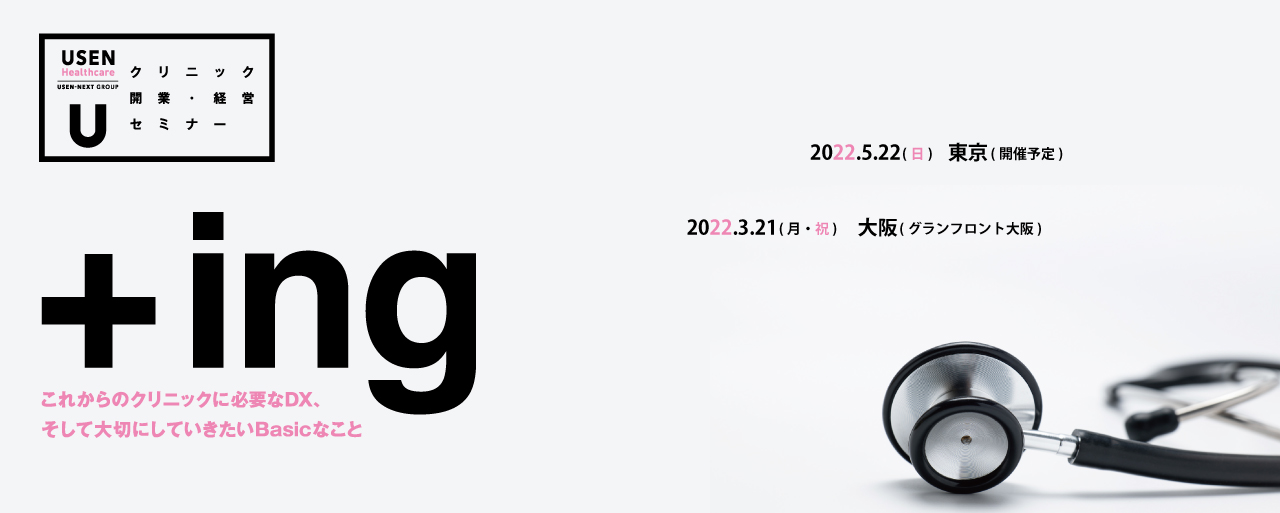 USEN
Healthcare
USEN-NEXT GROUP
U
クリニック
開業・経営
セミナー
+ing
これからのクリニックに必要なDX、
そして大切にしていきたいBasicなこと
2022.5.22(日) 東京(開催予定)
2022.3.21(月・祝) 大阪(グランフロント大阪)